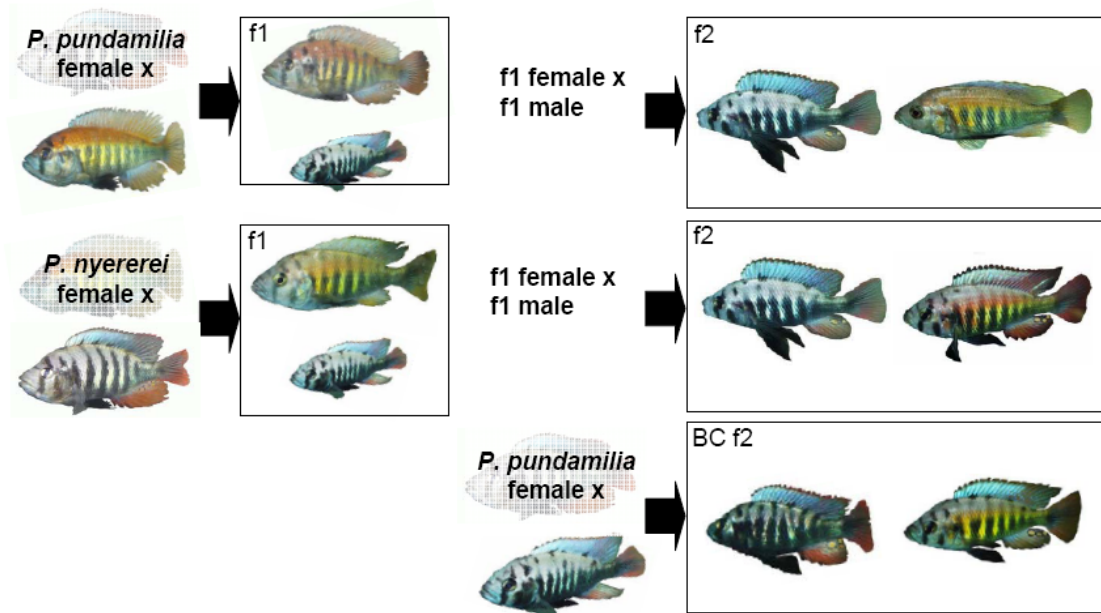 P. pundamilia
female x
f1
f1 female x
f1 male
f2
P. nyererei
female x
f1
f1 female x
f1 male
f2
P. pundamilia
female x
BC f2